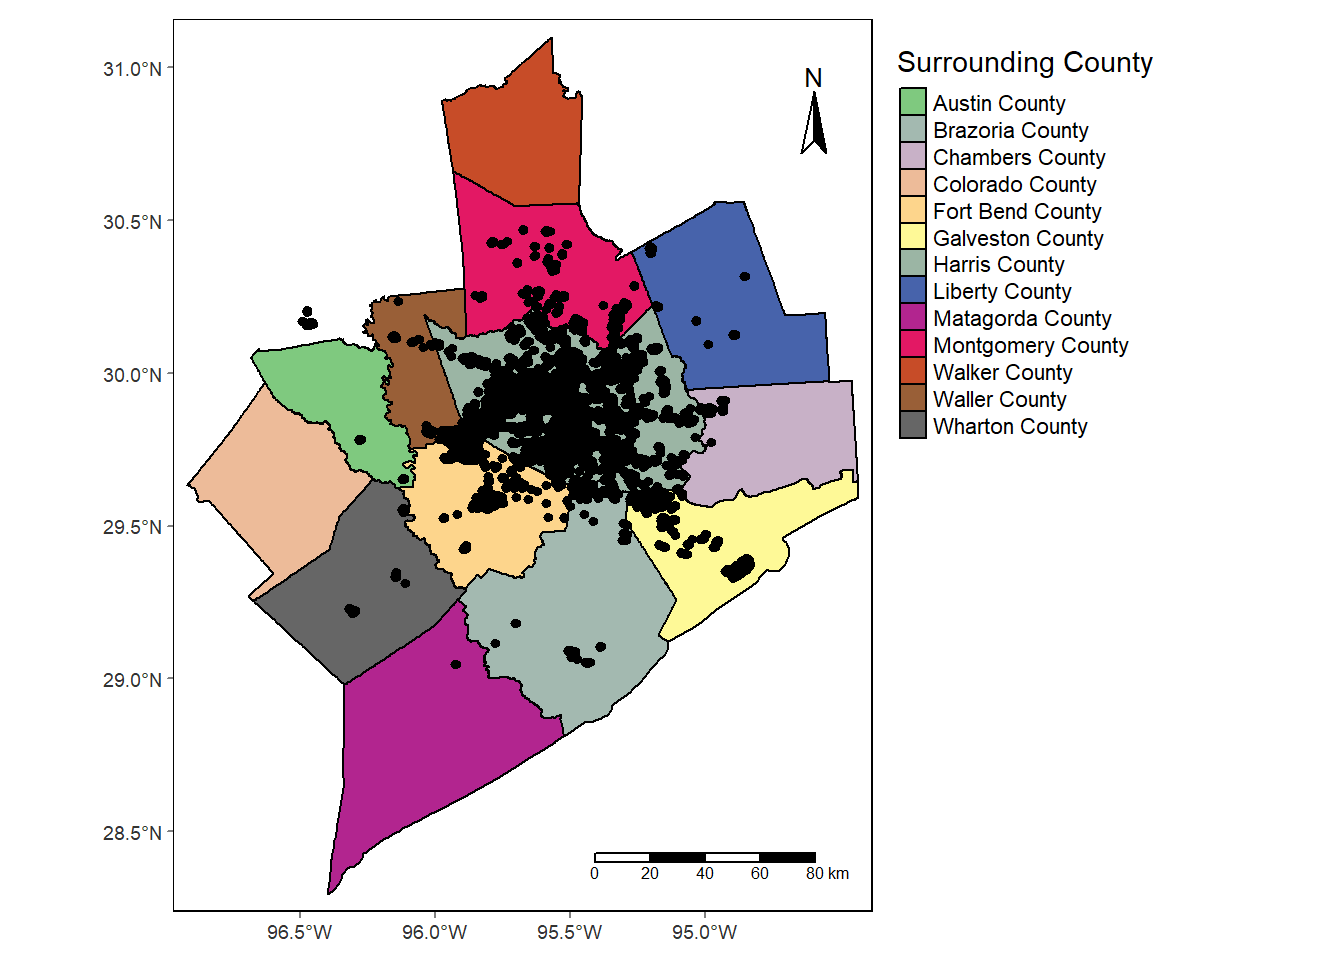 Surrounding County
Austin County
Brazoria County
Chambers County
Colorado County
Fort Bend County
Galveston County
Harris County
Liberty County
Matagorda County
Montgomery County
Walker County
Waller County
Wharton County
N
31.0°N
30.5°N
30.0°N
29.5°N
29.0°N
28.5°N
0 20 40 60 80 km
96.5°W 96.0°W 95.5°W 95.0°W